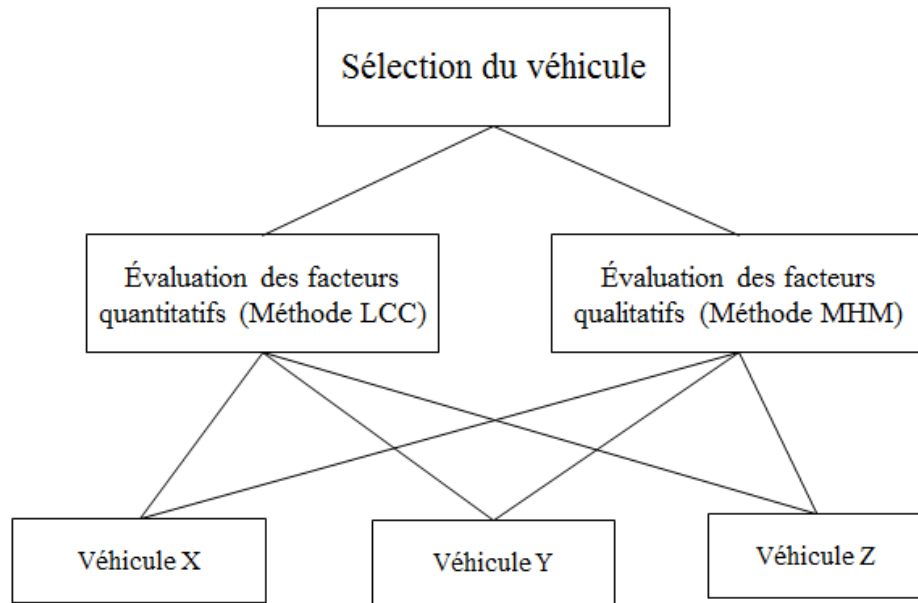 Sélection du véhicule
Évaluation des facteurs
quantitatifs (Méthode LCC)
Évaluation des facteurs
qualitatifs (Méthode MHM)
Véhicule X
Véhicule Y
Véhicule Z